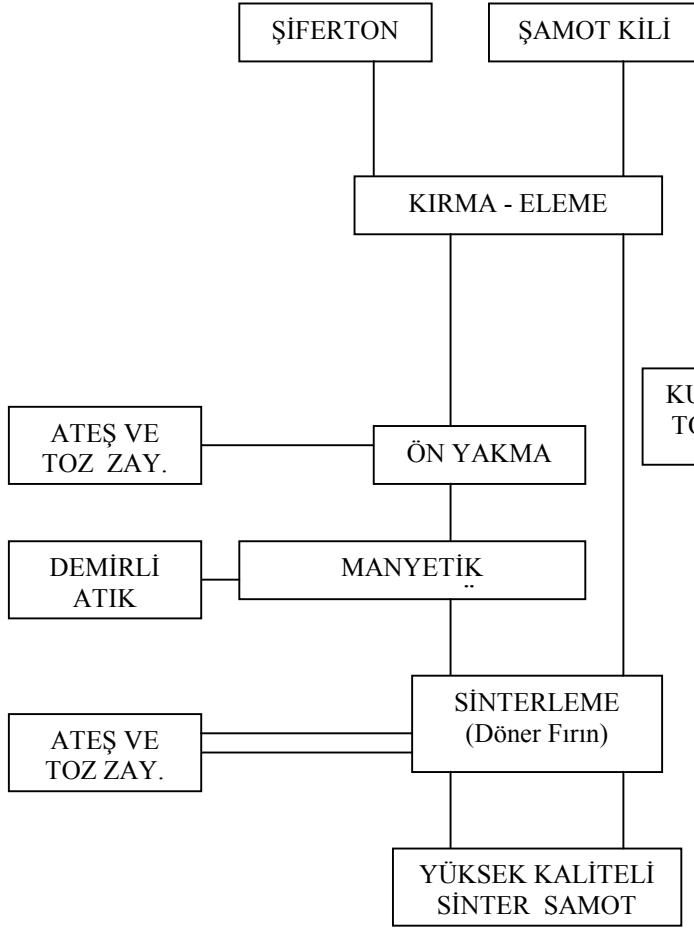 ŞİFERTON
ŞAMOT KİLİ
KIRMA - ELEME
ATEŞ VE
TOZ ZAY.
ÖN YAKMA
DEMİRLİ
ATIK
MANYETİK
SİNTERLEME
(Döner Fırın)
ATEŞ VE
TOZ ZAY.
YÜKSEK KALİTELİ
SİNTER SAMOT